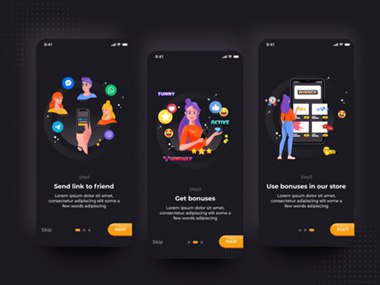 9:41
Step1
Send link to friend
Lorem ipsum dolor sit amet,
consectetur adipiscing elit. A few
words adipiscing
Skip
Next
9:41
FUNNY
ACTIVE
FRIENDLY
Step2
Get bonuses
Lorem ipsum dolor sit amet,
consectetur adipiscing elit. A few
words adipiscing
Skip
Next
9:41
BONUSES
Step3
Use bonuses in our store
Lorem ipsum dolor sit amet,
consectetur adipiscing elit. A few
words adipiscing
Skip
Start